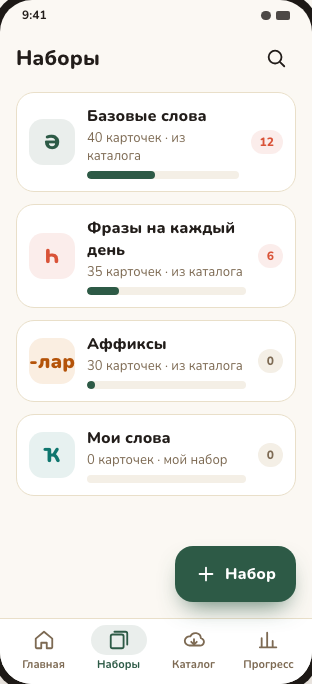 9:41
Наборы
ә
Базовые слова
40 карточек · из
каталога
12
һ
Фразы на каждый
день
35 карточек · из каталога
6
-лар
Аффиксы
30 карточек · из каталога
0
Ҡ
Мои слова
0 карточек · мой набор
0
+ Набор
Главная
Наборы
Каталог
Прогресс